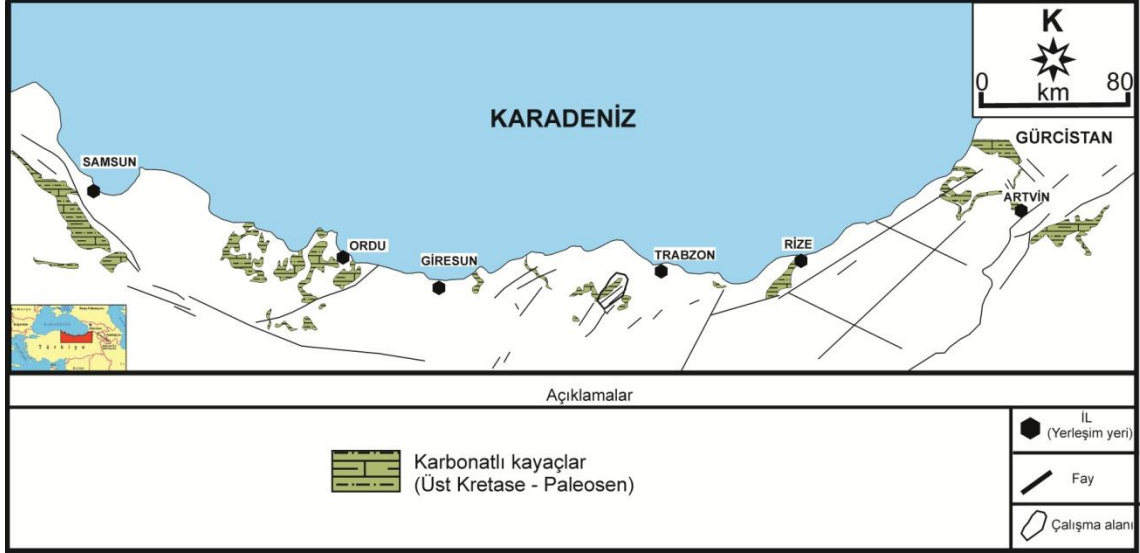 K
0 80
km
KARADENİZ
GÜRCİSTAN
SAMSUN
ARTVİN
ORDU
RİZE
GİRESUN
TRABZON
Türkiye
Açıklamalar
Karbonatlı kayaçlar
(Üst Kretase - Paleosen)
İL
(Yerleşim yeri)
Fay
Çalışma alanı